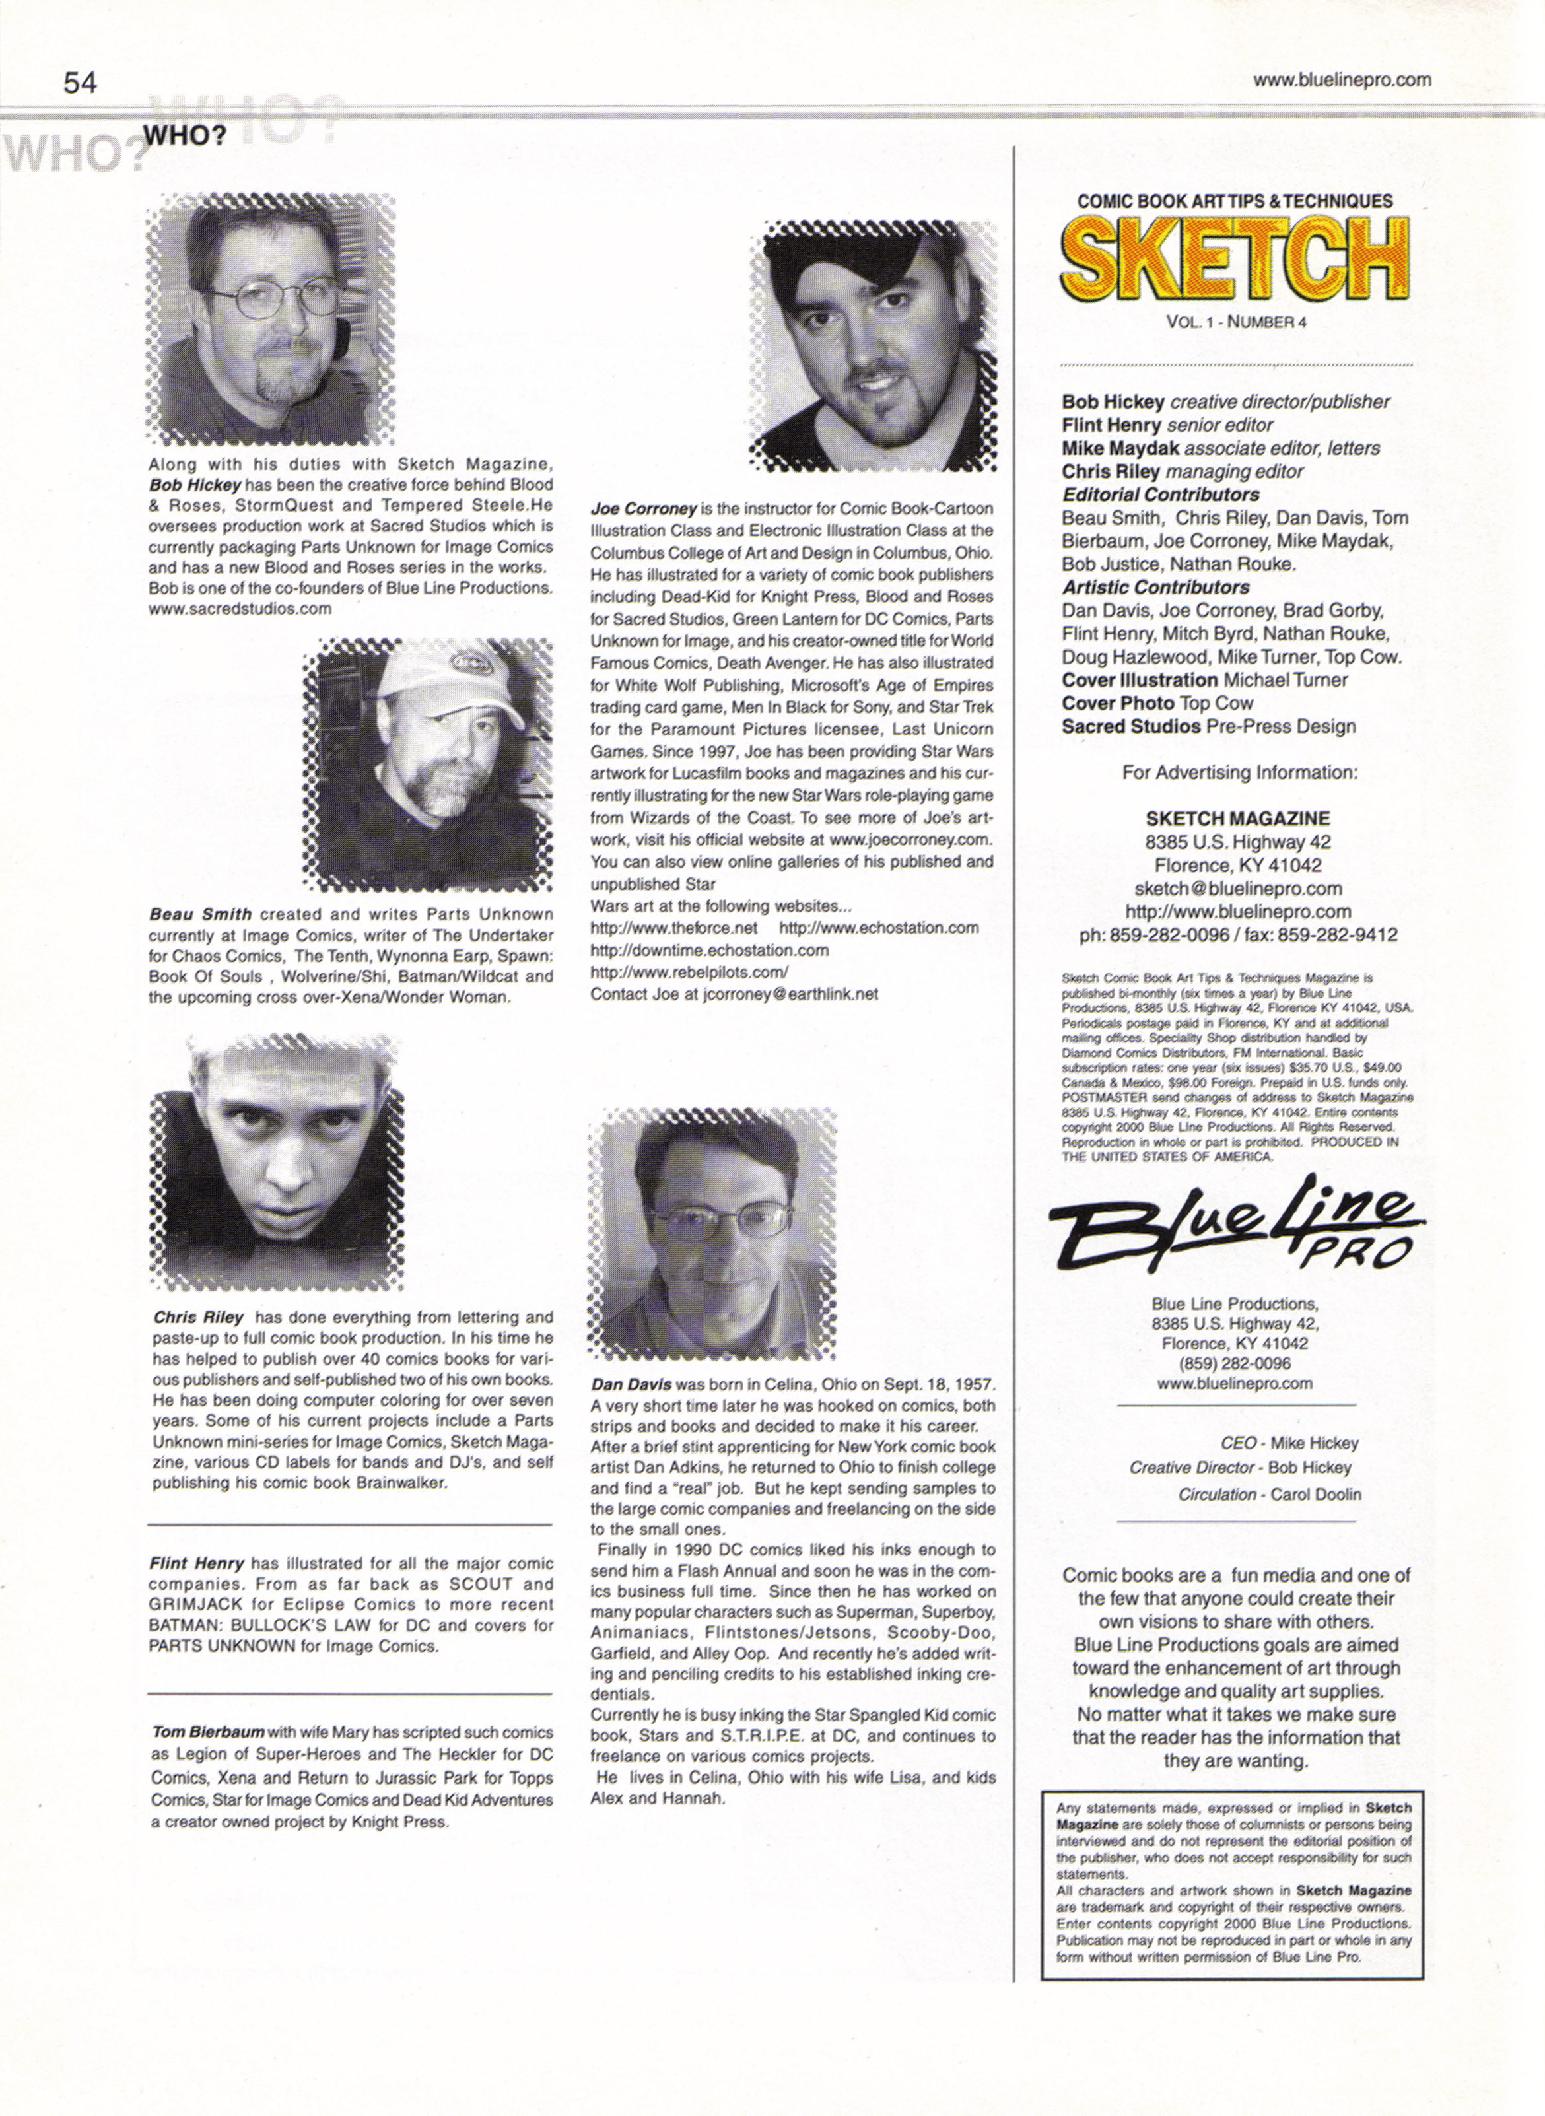 54
www.bluelinepro.com
WHO?
WHO?
WHO?
Along with his duties with Sketch Magazine,
Bob Hickey has been the creative force behind Blood
& Roses, StormQuest and Tempered Steele.He
oversees production work at Sacred Studios which is
currently packaging Parts Unknown for Image Comics
and has a new Blood and Roses series in the works.
Bob is one of the co-founders of Blue Line Productions.
www.sacredstudios.com
Beau Smith created and writes Parts Unknown
currently at Image Comics, writer of The Undertaker
for Chaos Comics, The Tenth, Wynonna Earp, Spawn:
Book Of Souls , Wolverine/Shi, Batman/Wildcat and
the upcoming cross over-Xena/Wonder Woman.
Chris Riley has done everything from lettering and
paste-up to full comic book production. In his time he
has helped to publish over 40 comics books for vari-
ous publishers and self-published two of his own books.
He has been doing computer coloring for over seven
years. Some of his current projects include a Parts
Unknown mini-series for Image Comics, Sketch Maga-
zine, various CD labels for bands and DJ's, and self
publishing his comic book Brainwalker.
Flint Henry has illustrated for all the major comic
companies. From as far back as SCOUT and
GRIMJACK for Eclipse Comics to more recent
BATMAN: BULLOCK'S LAW for DC and covers for
PARTS UNKNOWN for Image Comics.
Tom Bierbaum with wife Mary has scripted such comics
as Legion of Super-Heroes and The Heckler for DC
Comics, Xena and Return to Jurassic Park for Topps
Comics, Star for Image Comics and Dead Kid Adventures
a creator owned project by Knight Press.
Joe Corroney is the instructor for Comic Book-Cartoon
Illustration Class and Electronic Illustration Class at the
Columbus College of Art and Design in Columbus, Ohio.
He has illustrated for a variety of comic book publishers
including Dead-Kid for Knight Press, Blood and Roses
for Sacred Studios, Green Lantern for DC Comics, Parts
Unknown for Image, and his creator-owned title for World
Famous Comics, Death Avenger. He has also illustrated
for White Wolf Publishing, Microsoft's Age of Empires
trading card game, Men In Black for Sony, and Star Trek
for the Paramount Pictures licensee, Last Unicorn
Games. Since 1997, Joe has been providing Star Wars
artwork for Lucasfilm books and magazines and his cur-
rently illustrating for the new Star Wars role-playing game
from Wizards of the Coast. To see more of Joe's art-
work, visit his official website at www.joecorroney.com.
You can also view online galleries of his published and
unpublished Star
Wars art at the following websites...
http://www.theforce.net http://www.echostation.com
http://downtime.echostation.com
http://www.rebelpilots.com/
Contact Joe at jcorroney@earthlink.net
Dan Davis was born in Celina, Ohio on Sept. 18, 1957.
A very short time later he was hooked on comics, both
strips and books and decided to make it his career.
After a brief stint apprenticing for New York comic book
artist Dan Adkins, he returned to Ohio to finish college
and find a "real" job. But he kept sending samples to
the large comic companies and freelancing on the side
to the small ones.
Finally in 1990 DC comics liked his inks enough to
send him a Flash Annual and soon he was in the com-
ics business full time. Since then he has worked on
many popular characters such as Superman, Superboy,
Animaniacs, Flintstones/Jetsons, Scooby-Doo,
Garfield, and Alley Oop. And recently he's added writ-
ing and penciling credits to his established inking cre-
dentials.
Currently he is busy inking the Star Spangled Kid comic
book, Stars and S.T.R.I.P.E. at DC, and continues to
freelance on various comics projects.
He lives in Celina, Ohio with his wife Lisa, and kids
Alex and Hannah.
COMIC BOOK ART TIPS & TECHNIQUES
SKETCH
VOL. 1 - NUMBER 4
Bob Hickey creative director/publisher
Flint Henry senior editor
Mike Maydak associate editor, letters
Chris Riley managing editor
Editorial Contributors
Beau Smith, Chris Riley, Dan Davis, Tom
Bierbaum, Joe Corroney, Mike Maydak,
Bob Justice, Nathan Rouke.
Artistic Contributors
Dan Davis, Joe Corroney, Brad Gorby,
Flint Henry, Mitch Byrd, Nathan Rouke,
Doug Hazlewood, Mike Turner, Top Cow.
Cover Illustration Michael Turner
Cover Photo Top Cow
Sacred Studios Pre-Press Design
For Advertising Information:
SKETCH MAGAZINE
8385 U.S. Highway 42
Florence, KY 41042
sketch@bluelinepro.com
http://www.bluelinepro.com
ph: 859-282-0096 / fax: 859-282-9412
Sketch Comic Book Art Tips & Techniques Magazine is
published bi-monthly (six times a year) by Blue Line
Productions, 8385 U.S. Highway 42, Florence KY 41042, USA.
Periodicals postage paid in Florence, KY and at additional
mailing offices. Speciality Shop distribution handled by
Diamond Comics Distributors, FM International. Basic
subscription rates: one year (six issues) $35.70 U.S., $49.00
Canada & Mexico, $98.00 Foreign. Prepaid in U.S. funds only.
POSTMASTER send changes of address to Sketch Magazine
8385 U.S. Highway 42, Florence, KY 41042. Entire contents
copyright 2000 Blue Line Productions. All Rights Reserved.
Reproduction in whole or part is prohibited. PRODUCED IN
THE UNITED STATES OF AMERICA.
Blue Line
PRO
Blue Line Productions,
8385 U.S. Highway 42,
Florence, KY 41042
(859) 282-0096
www.bluelinepro.com
CEO - Mike Hickey
Creative Director - Bob Hickey
Circulation - Carol Doolin
Comic books are a fun media and one of
the few that anyone could create their
own visions to share with others.
Blue Line Productions goals are aimed
toward the enhancement of art through
knowledge and quality art supplies.
No matter what it takes we make sure
that the reader has the information that
they are wanting.
Any statements made, expressed or implied in Sketch
Magazine are solely those of columnists or persons being
interviewed and do not represent the editorial position of
the publisher, who does not accept responsibility for such
statements.
All characters and artwork shown in Sketch Magazine
are trademark and copyright of their respective owners.
Enter contents copyright 2000 Blue Line Productions.
Publication may not be reproduced in part or whole in any
form without written permission of Blue Line Pro.